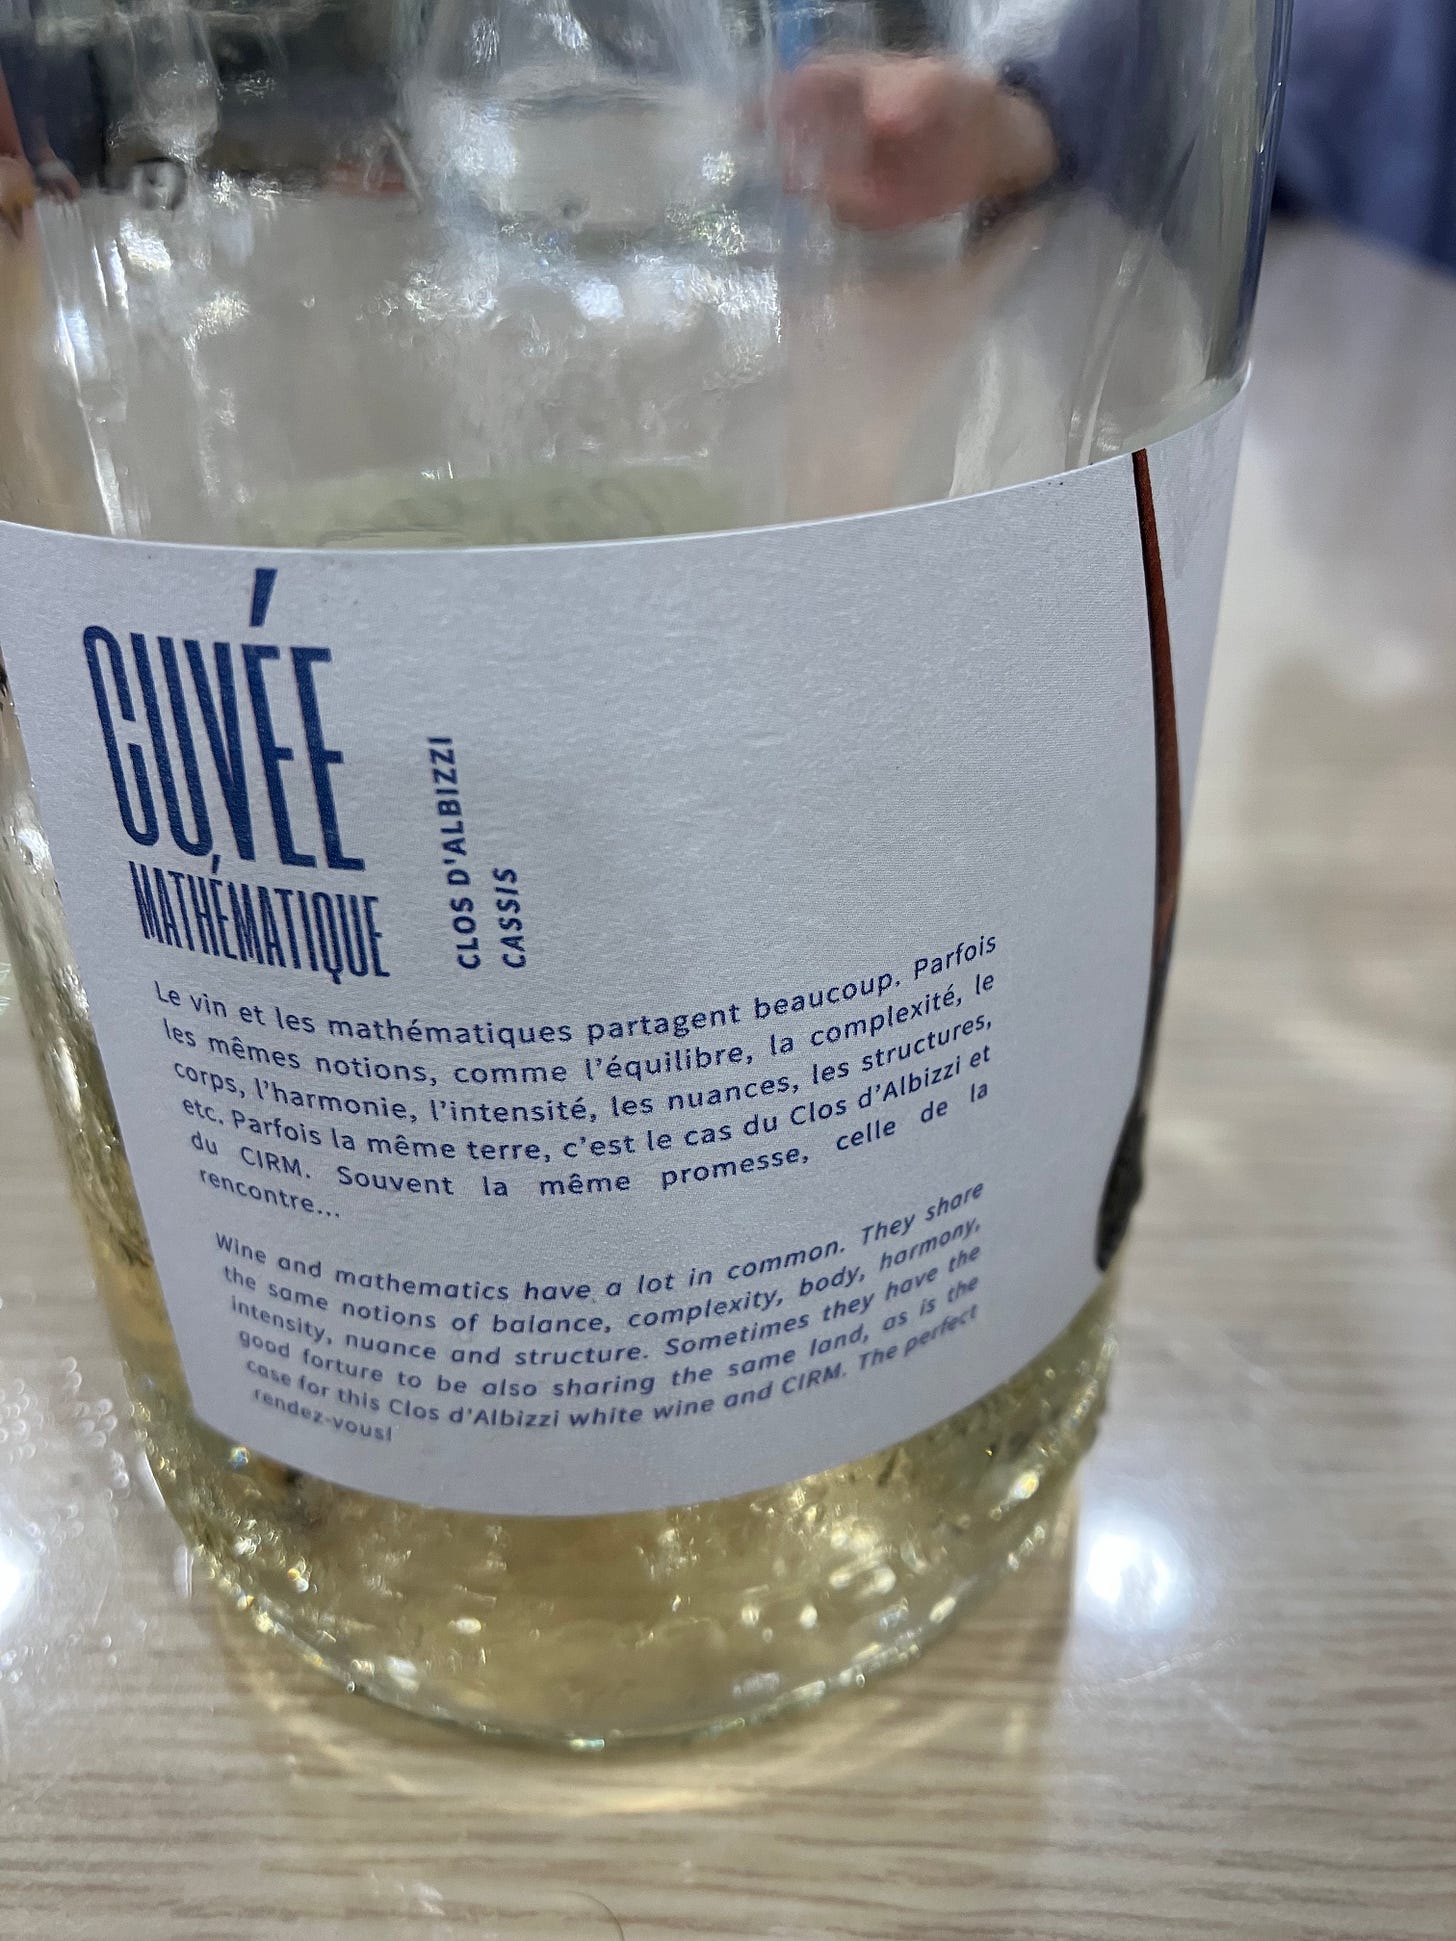 CUVÉE
MATHÉMATIQUE
CLOS D'ALBIZZI
CASSIS
Le vin et les mathématiques partagent beaucoup. Parfois
les mêmes notions, comme l'équilibre, la complexité, le
corps, l'harmonie, l'intensité, les nuances, les structures,
etc. Parfois la même terre, c'est le cas du Clos d'Albizzi et
du CIRM. Souvent la même promesse, celle de la
rencontre...
Wine and mathematics have a lot in common. They share
the same notions of balance, complexity, body, harmony,
intensity, nuance and structure. Sometimes they have the
good forture to be also sharing the same land, as is the
case for this Clos d'Albizzi white wine and CIRM. The perfect
rendez-vous!